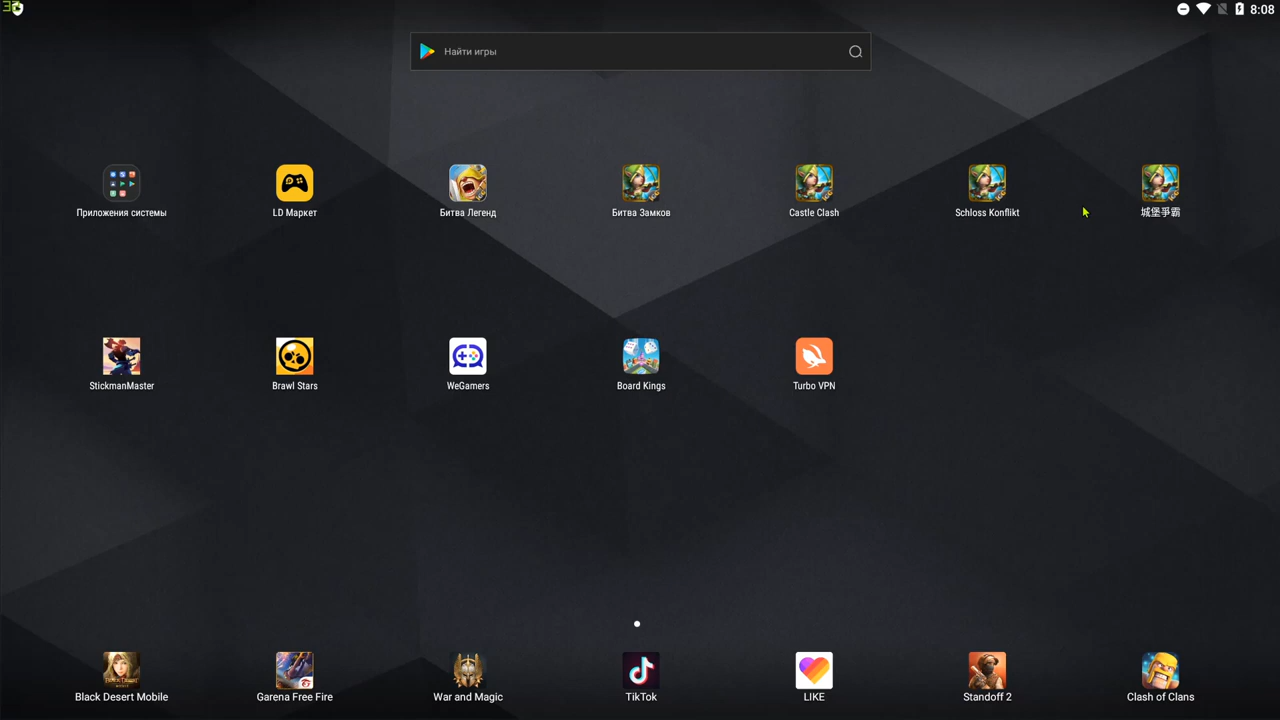 8:08
Найти игры
Приложения системы
LD Маркет
Битва Легенд
Битва Замков
Castle Clash
Schloss Konflikt
城堡爭霸
StickmanMaster
Brawl Stars
WeGamers
Board Kings
Turbo VPN
Black Desert Mobile
Garena Free Fire
War and Magic
TikTok
LIKE
Standoff 2
Clash of Clans